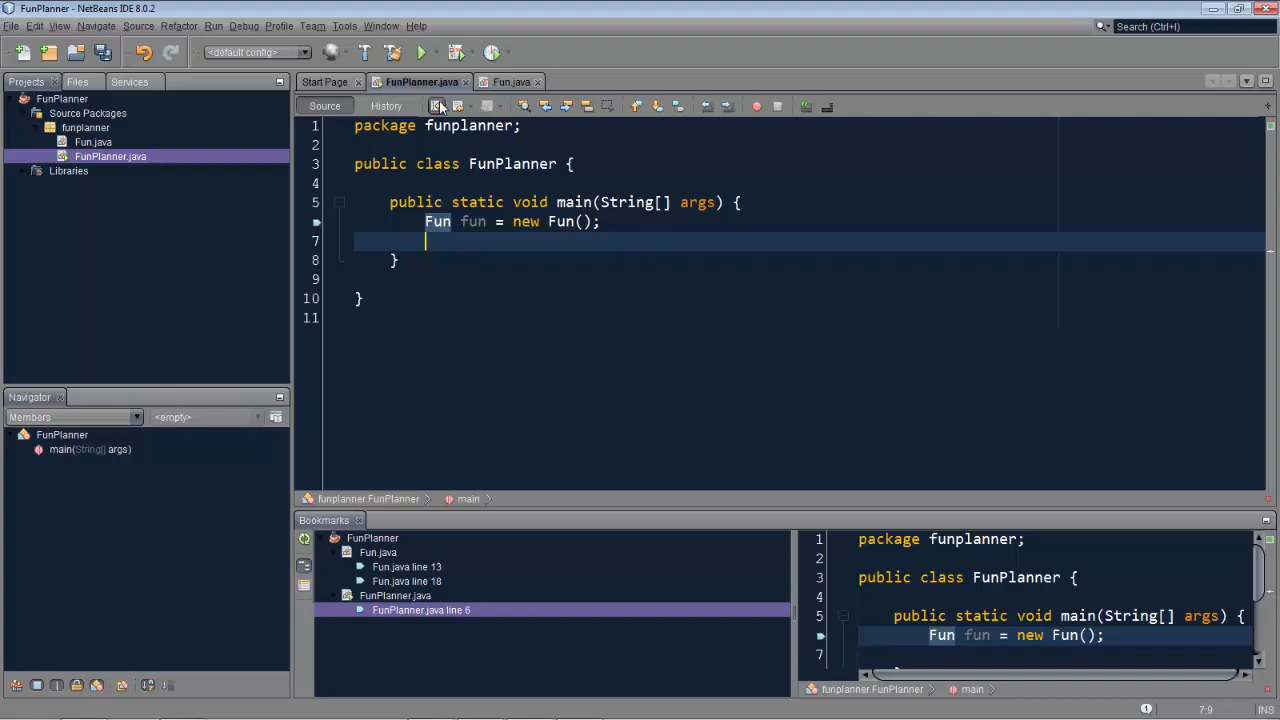 FunPlanner - NetBeans IDE 8.0.2
File Edit View Navigate Source Refactor Run Debug Profile Team Tools Window Help
Search (Ctrl+I)
<default config>
Projects Files Services
Start Page FunPlanner.java Fun.java
FunPlanner
Source Packages
funplanner
Fun.java
FunPlanner.java
Libraries
Source History
1 package funplanner;
2
3 public class FunPlanner {
4
5 public static void main(String[] args) {
6 Fun fun = new Fun();
7
8 }
9
10 }
11
funplanner.FunPlanner main
Navigator
Members <empty>
FunPlanner
main(String[] args)
Bookmarks
FunPlanner
Fun.java
Fun.java line 13
Fun.java line 18
FunPlanner.java
FunPlanner.java line 6
1 package funplanner;
2
3 public class FunPlanner {
4
5 public static void main(String[] args) {
6 Fun fun = new Fun();
7
funplanner.FunPlanner main
1 7:9 INS